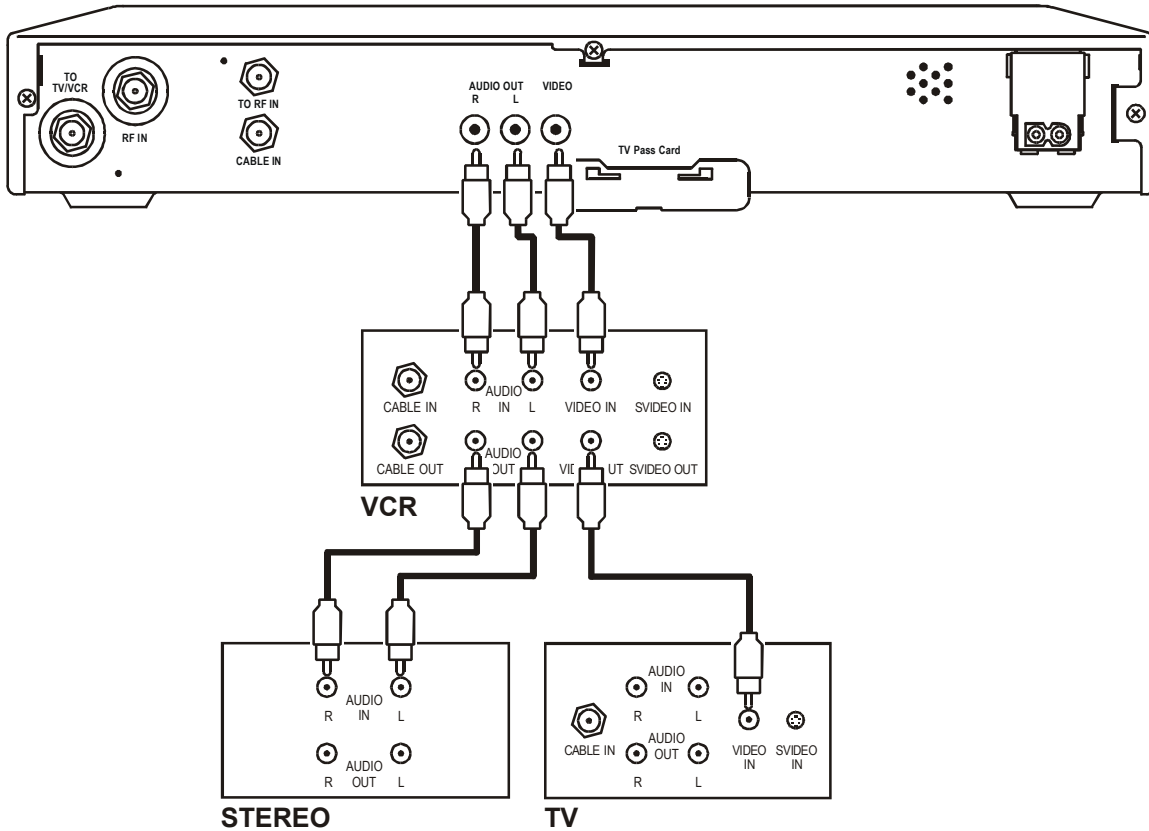 TO
TV/VCR
RF IN
TO RF IN
CABLE IN
AUDIO OUT
R L
VIDEO
TV Pass Card
CABLE IN
R
AUDIO
IN
L
VIDEO IN
SVIDEO IN
CABLE OUT
AUDIO
SVIDEO OUT
VCR
R
AUDIO
IN
L
R
AUDIO
OUT
L
STEREO
CABLE IN
AUDIO
IN
R
L
AUDIO
OUT
R
L
VIDEO
IN
SVIDEO
IN
TV